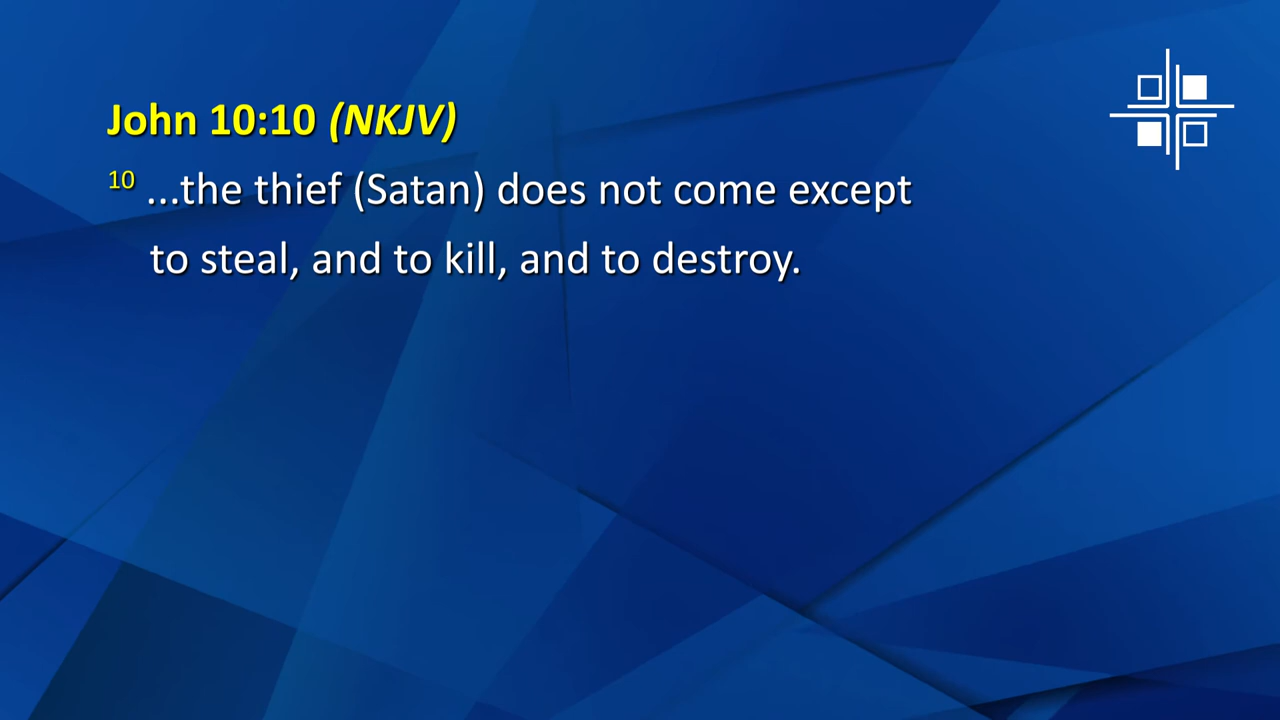 John 10:10 (NKJV)
10 ...the thief (Satan) does not come except
to steal, and to kill, and to destroy.